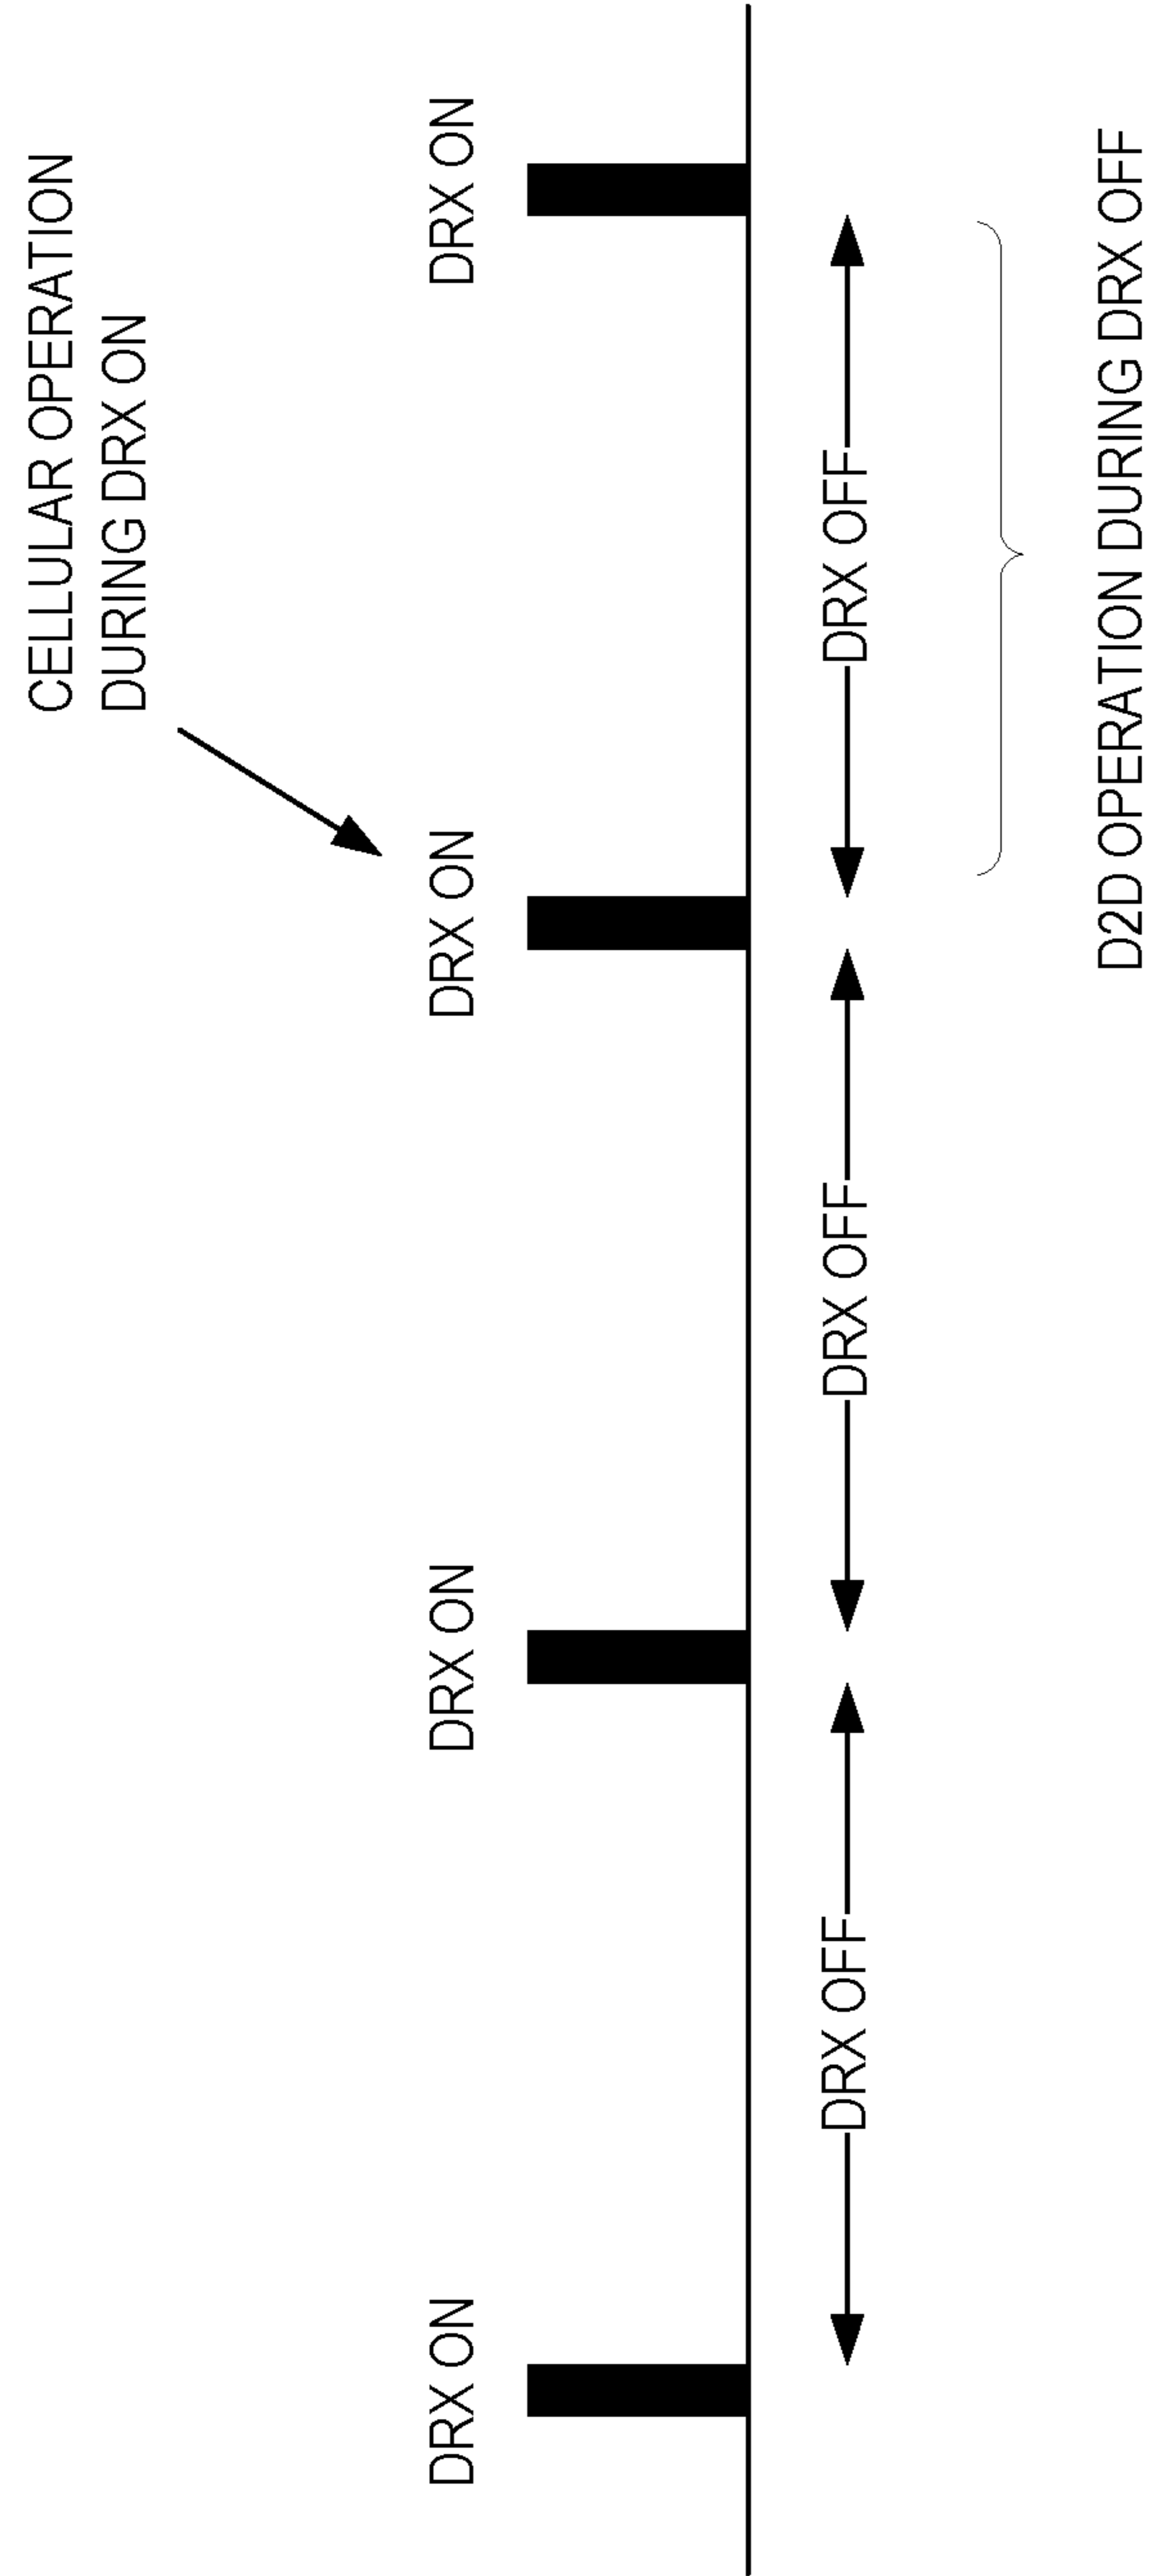 CELLULAR OPERATION
DURING DRX ON
DRX ON
DRX ON
DRX ON
DRX ON
DRX OFF
DRX OFF
DRX OFF
D2D OPERATION DURING DRX OFF